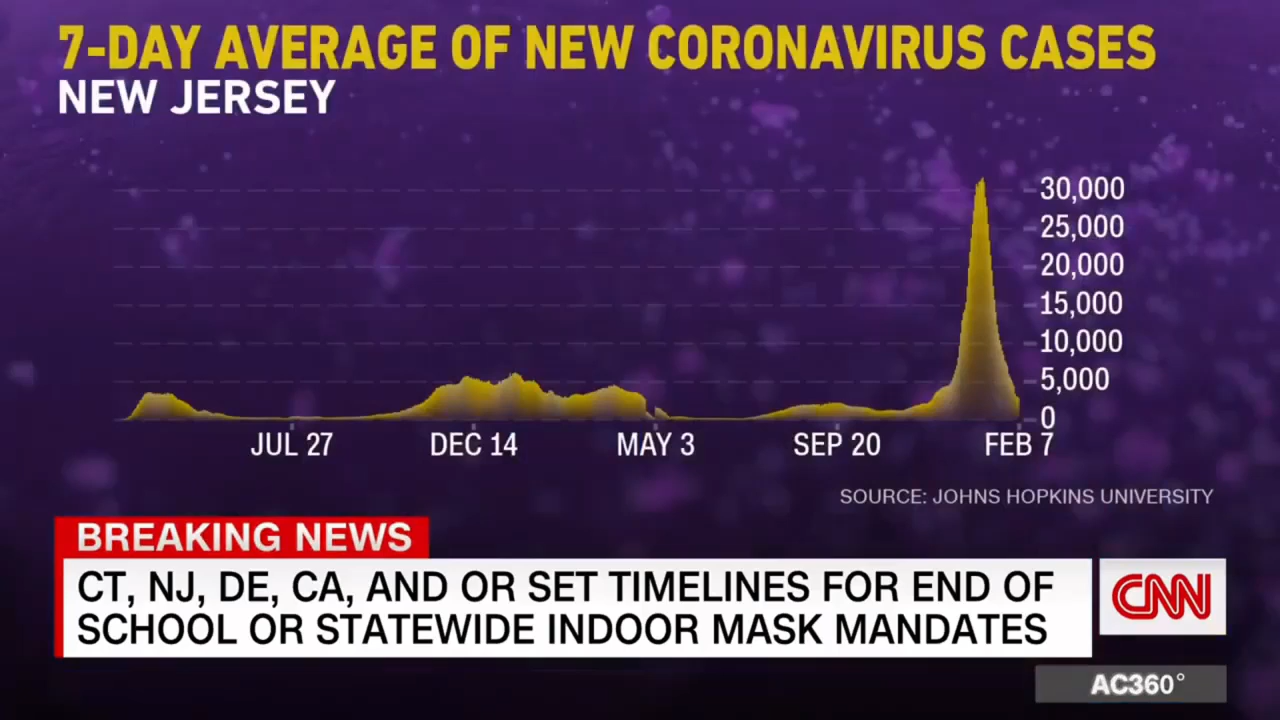 7-DAY AVERAGE OF NEW CORONAVIRUS CASES
NEW JERSEY
30,000
25,000
20,000
15,000
10,000
5,000
0
JUL 27 DEC 14 MAY 3 SEP 20 FEB 7
SOURCE: JOHNS HOPKINS UNIVERSITY
BREAKING NEWS
CT, NJ, DE, CA, AND OR SET TIMELINES FOR END OF
SCHOOL OR STATEWIDE INDOOR MASK MANDATES
CNN
AC360°